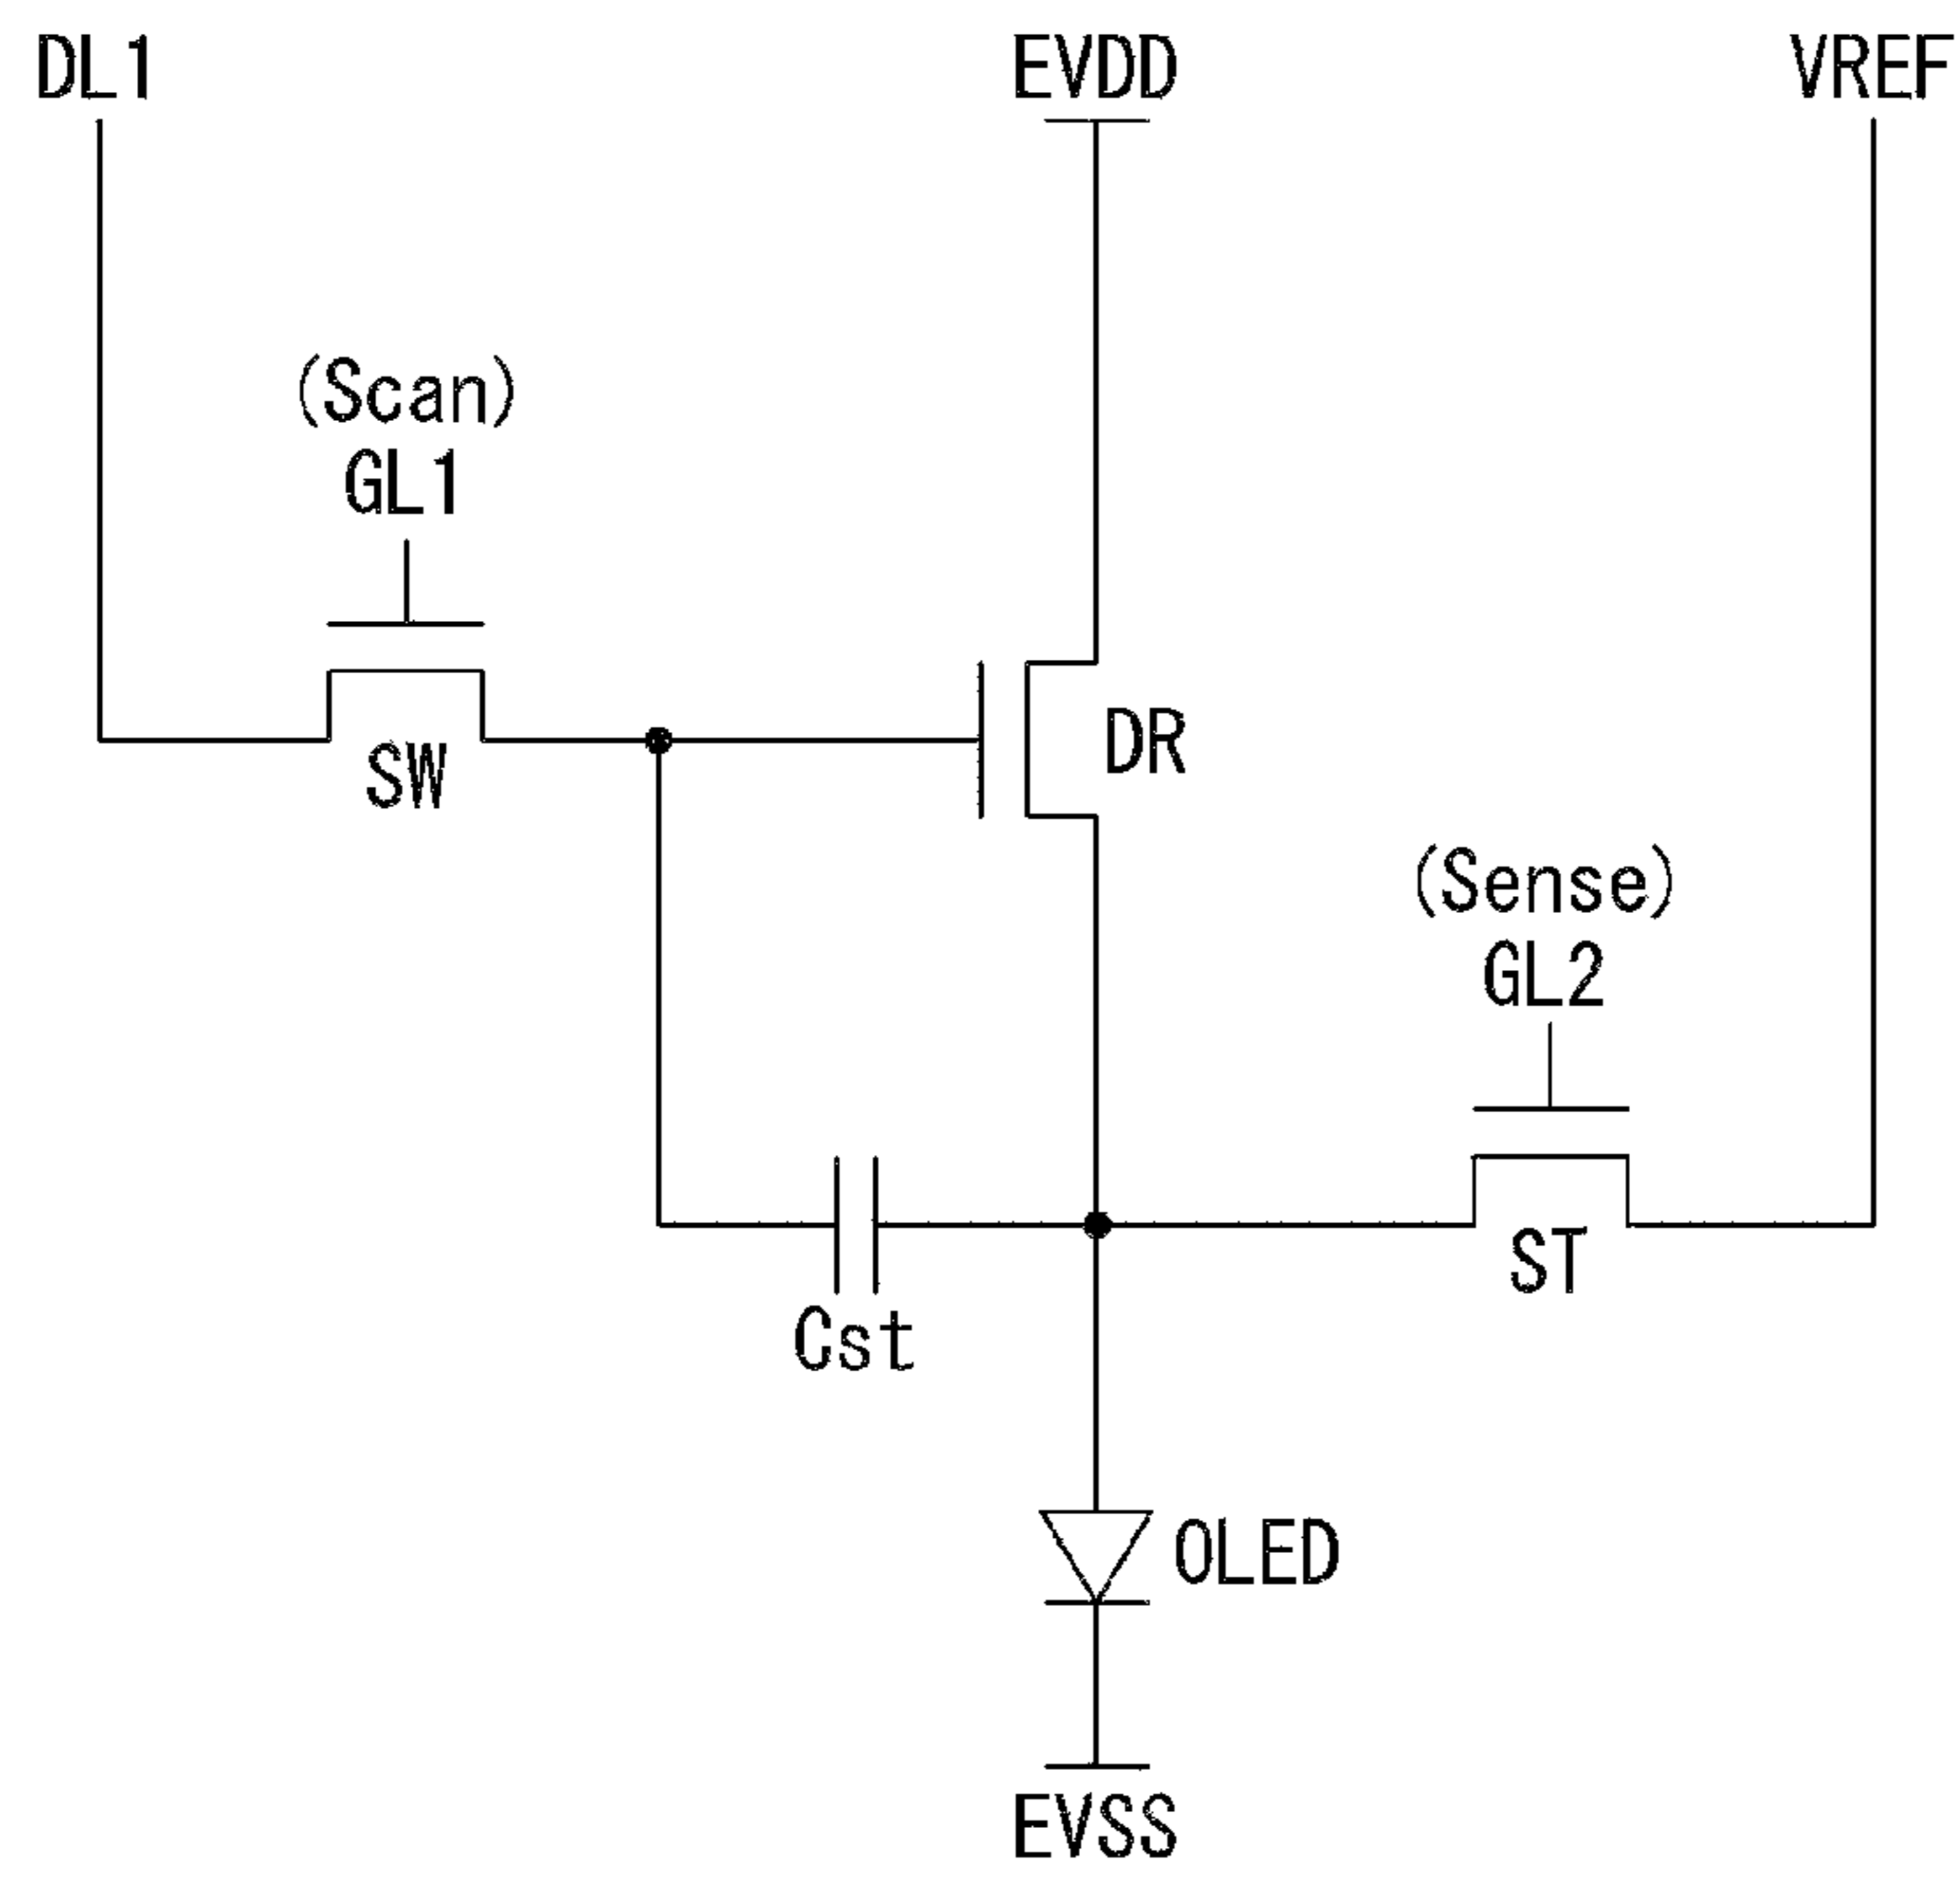 DL1
EVDD
VREF
(Scan)
GL1
SW
DR
(Sense)
GL2
ST
Cst
OLED
EVSS